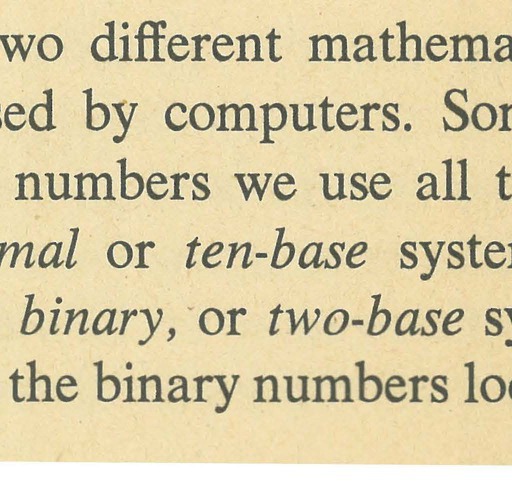 wo different mathema
sed by computers. Sor
numbers we use all t
mal or ten-base syster
binary, or two-base sy
the binary numbers loo